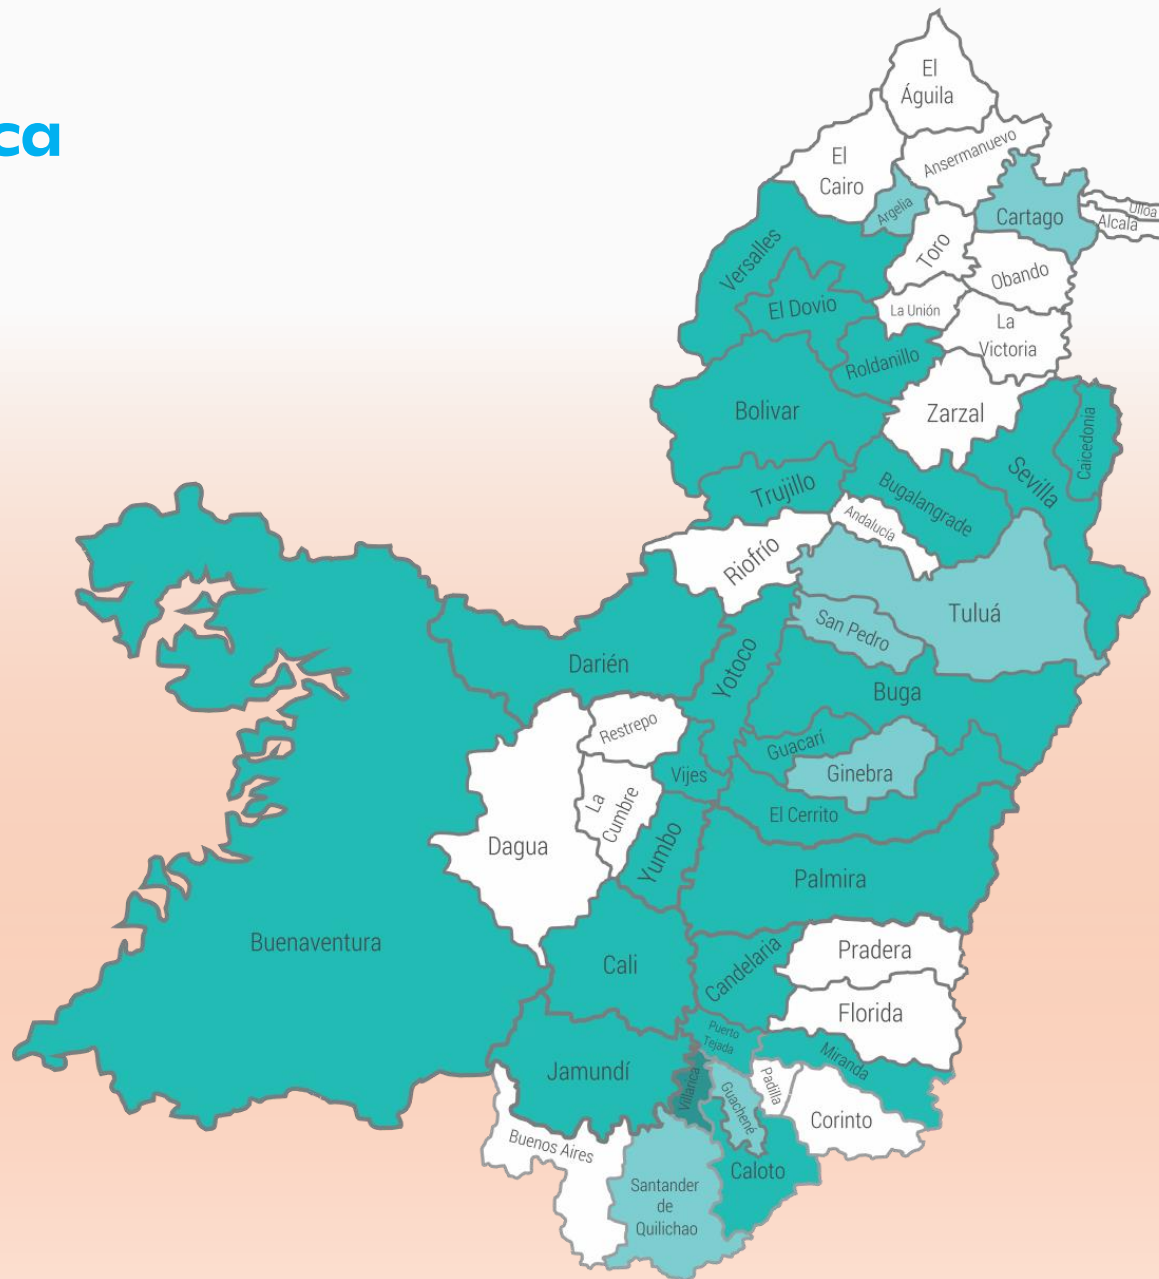 ca
El
Águila
Ansermanuevo
El
Cairo
Argelia
Cartago
Ulloa
Alcala
Versalles
Toro
Obando
El Dovio
La Unión
La
Victoria
Roldanillo
Bolivar
Zarzal
Caicedonia
Sevilla
Trujillo
Bugalangrade
Andalucía
Riofrío
Tuluá
San Pedro
Darién
Yotoco
Buga
Restrepo
Guacarí
Ginebra
Vijes
La
Cumbre
El Cerrito
Dagua
Yumbo
Palmira
Buenaventura
Cali
Candelaria
Pradera
Florida
Puerto
Tejada
Miranda
Jamundí
Villarica
Guachené
Padilla
Corinto
Buenos Aires
Caloto
Santander
de
Quilichao